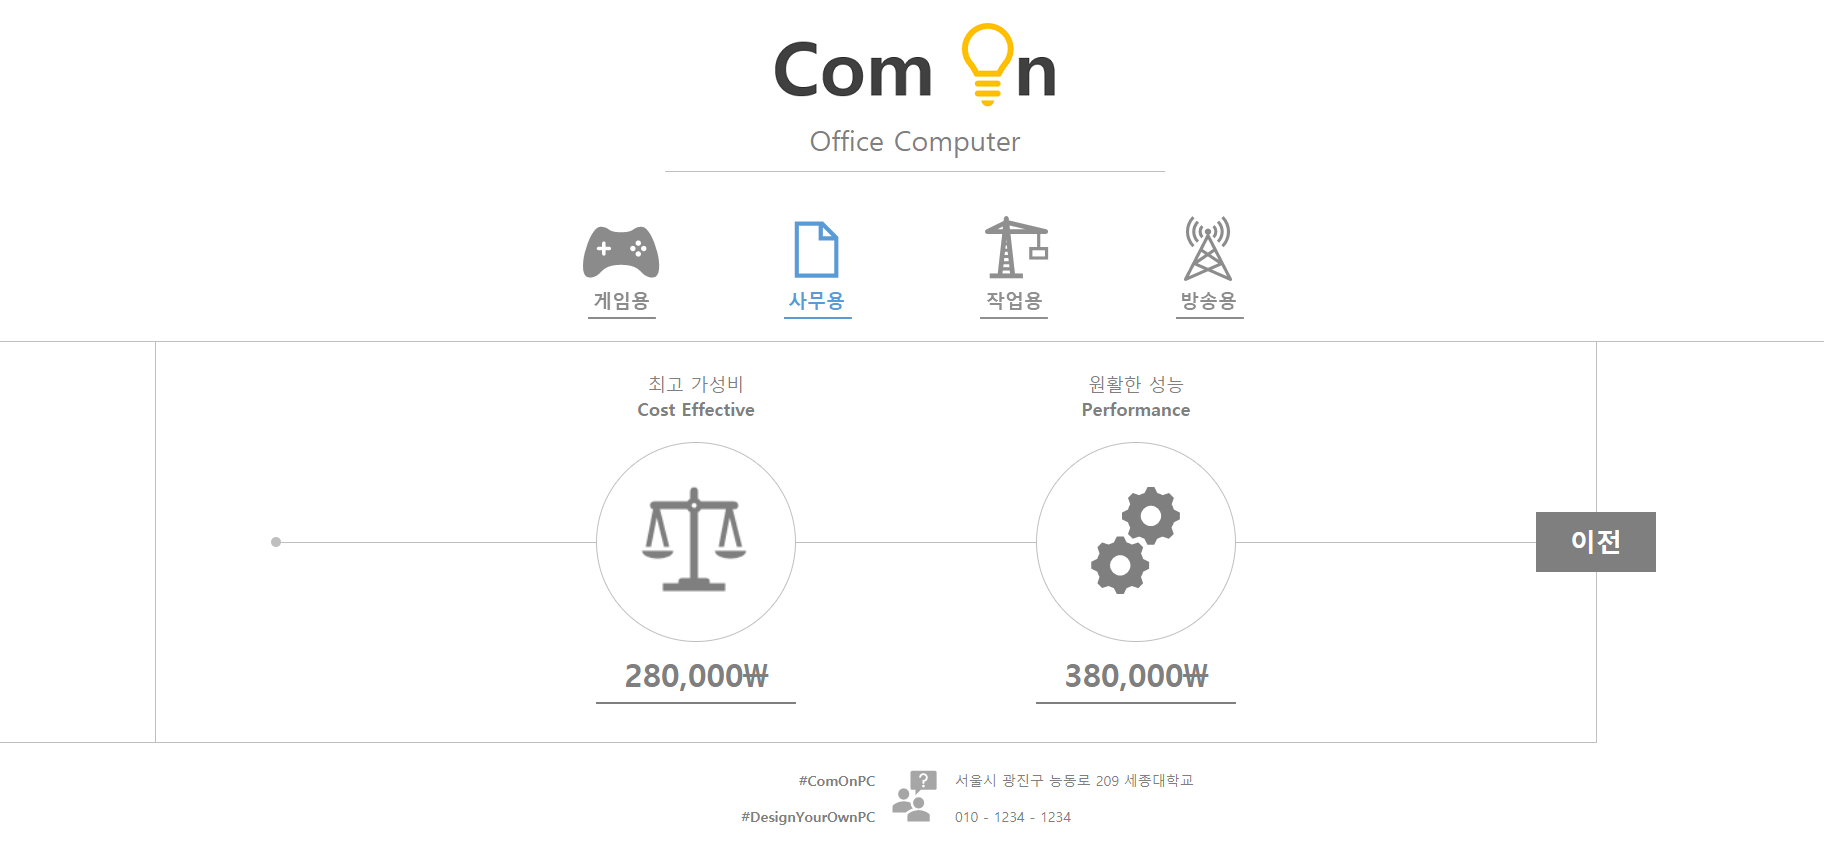 Com On
Office Computer
게임용
사무용
작업용
방송용
최고 가성비
Cost Effective
원활한 성능
Performance
이전
280,000₩
380,000₩
#ComOnPC
서울시 광진구 능동로 209 세종대학교
#DesignYourOwnPC
010 - 1234 - 1234